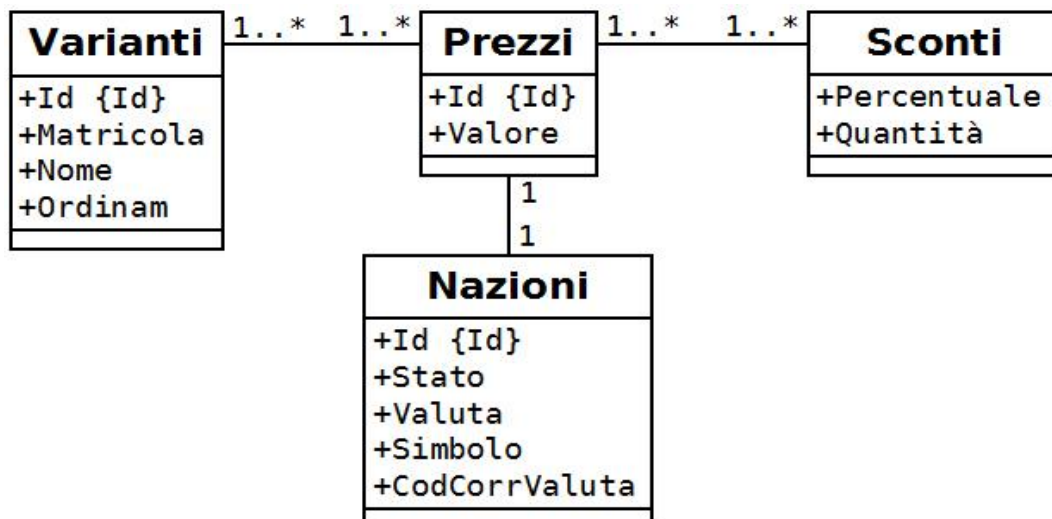 Varianti
+Id {Id}
+Matricola
+Nome
+Ordinam
1..* 1..*
Prezzi
+Id {Id}
+Valore
1..* 1..*
Sconti
+Percentuale
+Quantità
1
1
Nazioni
+Id {Id}
+Stato
+Valuta
+Simbolo
+CodCorrValuta